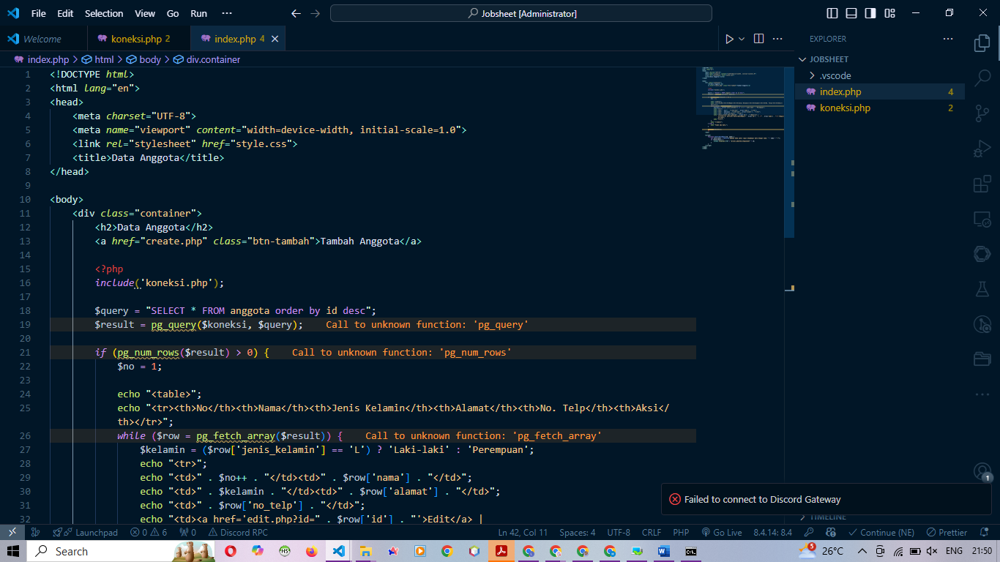 File Edit Selection View Go Run ··· Jobsheet [Administrator]
Welcome koneksi.php 2 index.php 4
index.php > html > body > div.container
1 <!DOCTYPE html>
2 <html lang="en">
3 <head>
4 <meta charset="UTF-8">
5 <meta name="viewport" content="width=device-width, initial-scale=1.0">
6 <link rel="stylesheet" href="style.css">
7 <title>Data Anggota</title>
8 </head>
9
10 <body>
11 <div class="container">
12 <h2>Data Anggota</h2>
13 <a href="create.php" class="btn-tambah">Tambah Anggota</a>
14
15 <?php
16 include('koneksi.php');
17
18 $query = "SELECT * FROM anggota order by id desc";
19 $result = pg_query($koneksi, $query); Call to unknown function: 'pg_query'
20
21 if (pg_num_rows($result) > 0) { Call to unknown function: 'pg_num_rows'
22 $no = 1;
23
24 echo "<table>";
25 echo "<tr><th>No</th><th>Nama</th><th>Jenis Kelamin</th><th>Alamat</th><th>No. Telp</th><th>Aksi</
th></tr>";
26 while ($row = pg_fetch_array($result)) { Call to unknown function: 'pg_fetch_array'
27 $kelamin = ($row['jenis_kelamin'] == 'L') ? 'Laki-laki' : 'Perempuan';
28 echo "<tr>";
29 echo "<td>" . $no++ . "</td><td>" . $row['nama'] . "</td>";
30 echo "<td>" . $kelamin . "</td><td>" . $row['alamat'] . "</td>";
31 echo "<td>" . $row['no_telp'] . "</td>";
32 echo "<td><a href='edit.php?id=" . $row['id'] . "'>Edit</a> |
EXPLORER
JOBSHEET
.vscode
index.php 4
koneksi.php 2
1
Failed to connect to Discord Gateway
TIMELINE
Launchpad 0 6 0 Discord RPC Ln 42, Col 11 Spaces: 4 UTF-8 CRLF PHP Go Live 8.4.14: 8.4 Continue (NE) Prettier
Search 5 26°C ENG 21:50